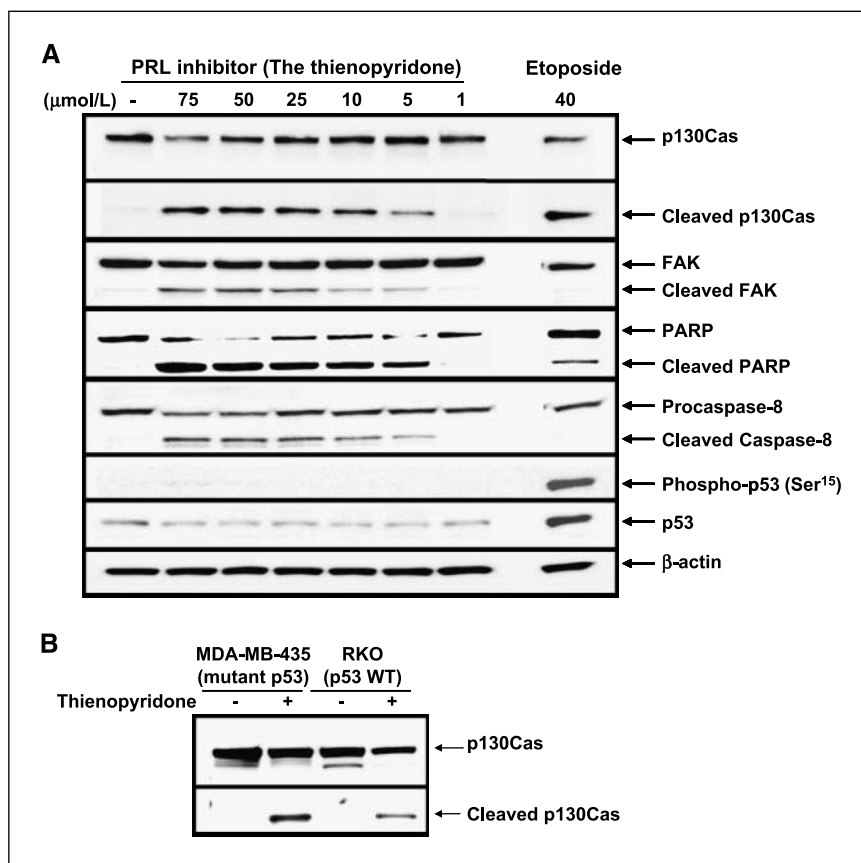 A
PRL inhibitor (The thienopyridone) Etoposide
(μmol/L) - 75 50 25 10 5 1 40
p130Cas
Cleaved p130Cas
FAK
Cleaved FAK
PARP
Cleaved PARP
Procaspase-8
Cleaved Caspase-8
Phospho-p53 (Ser¹⁵)
p53
β-actin
B
MDA-MB-435 RKO
(mutant p53) (p53 WT)
Thienopyridone - + - +
p130Cas
Cleaved p130Cas